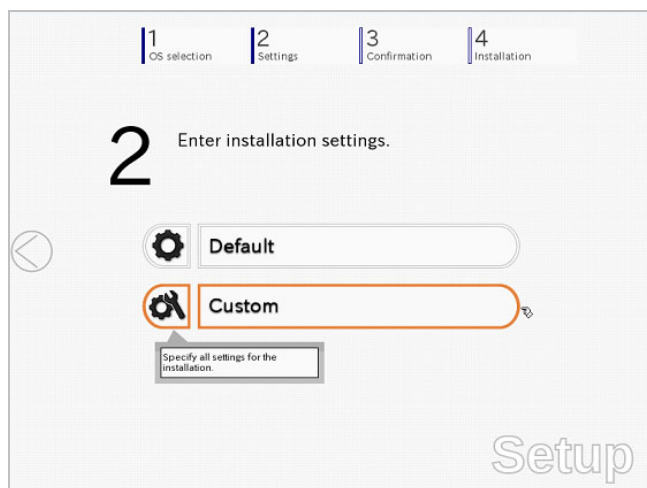 1
OS selection
2
Settings
3
Confirmation
4
Installation
2
Enter installation settings.
Default
Custom
Specify all settings for the
installation.
Setup